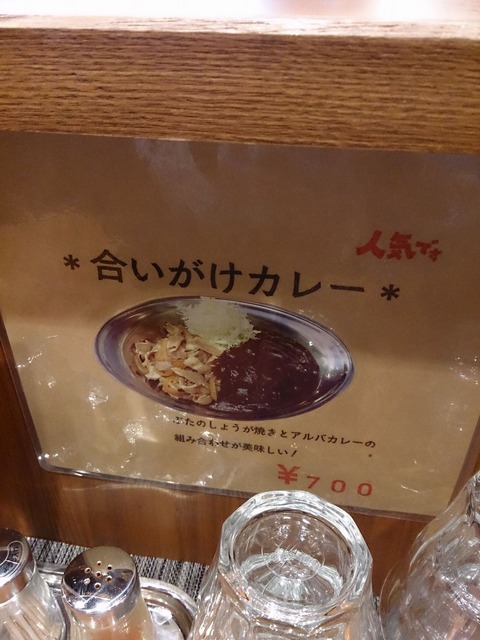 人気です
＊合いがけカレー＊
ぶたのしょうが焼きとアルバカレーの
組み合わせが美味しい！
¥700